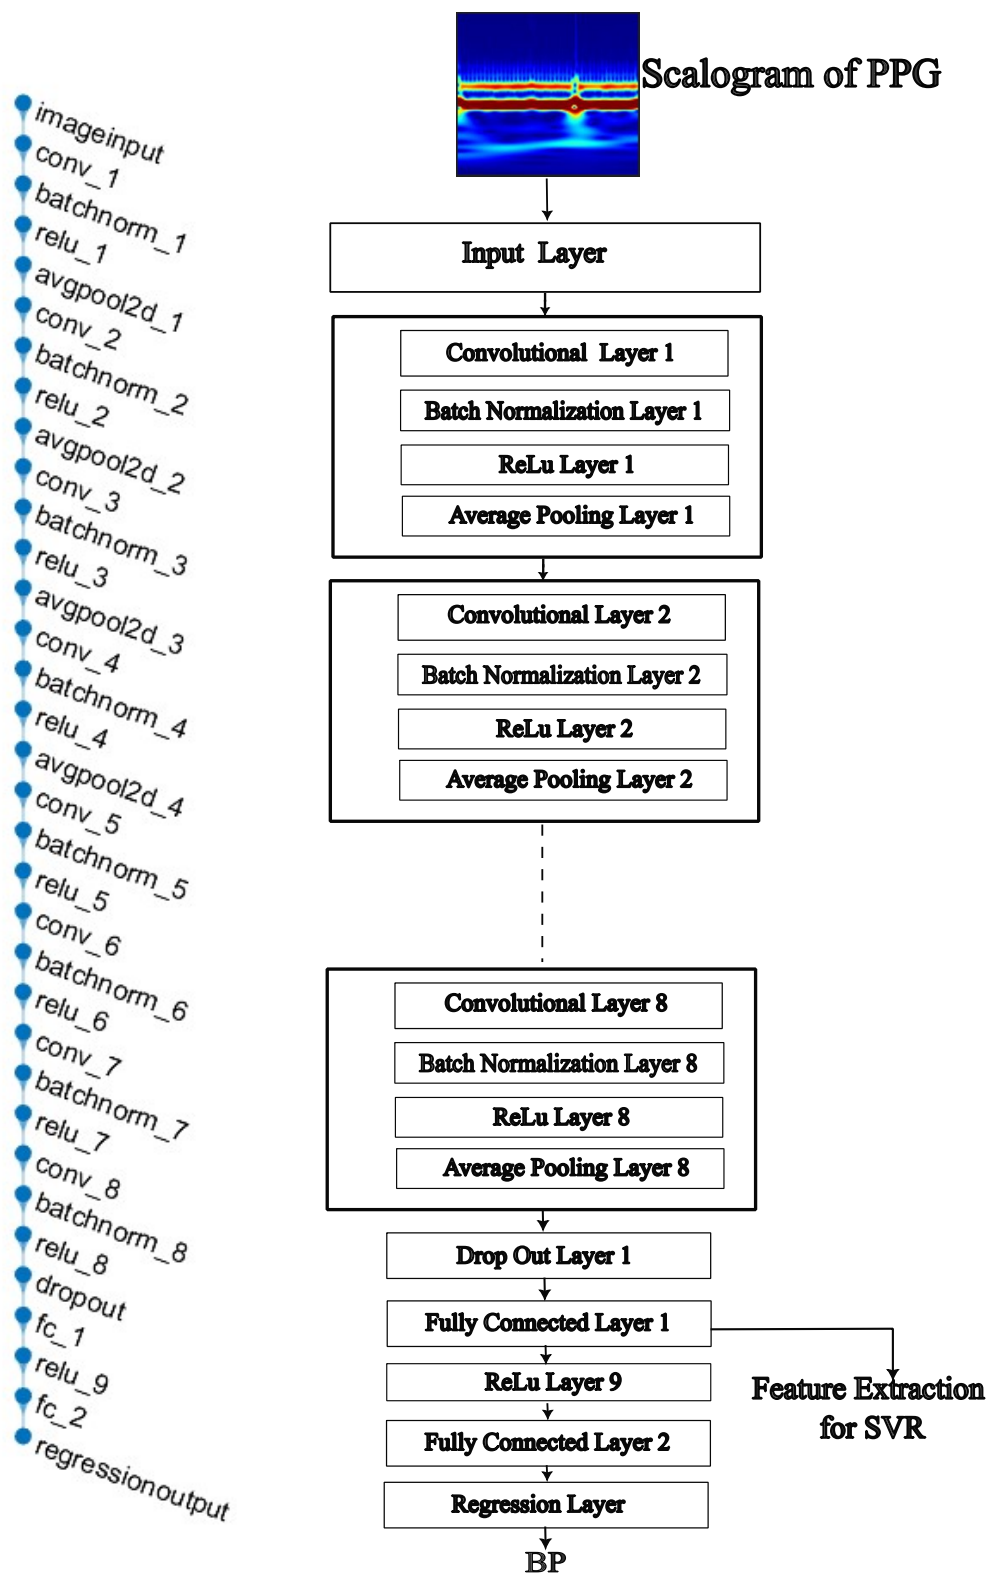 Scalogram of PPG
imageinput
conv_1
batchnorm_1
relu_1
avgpool2d_1
conv_2
batchnorm_2
relu_2
avgpool2d_2
conv_3
batchnorm_3
relu_3
avgpool2d_3
conv_4
batchnorm_4
relu_4
avgpool2d_4
conv_5
batchnorm_5
relu_5
conv_6
batchnorm_6
relu_6
conv_7
batchnorm_7
relu_7
conv_8
batchnorm_8
relu_8
dropout
fc_1
relu_9
fc_2
regressionoutput
Input Layer
Convolutional Layer 1
Batch Normalization Layer 1
ReLu Layer 1
Average Pooling Layer 1
Convolutional Layer 2
Batch Normalization Layer 2
ReLu Layer 2
Average Pooling Layer 2
Convolutional Layer 8
Batch Normalization Layer 8
ReLu Layer 8
Average Pooling Layer 8
Drop Out Layer 1
Fully Connected Layer 1
ReLu Layer 9
Fully Connected Layer 2
Regression Layer
BP
Feature Extraction
for SVR